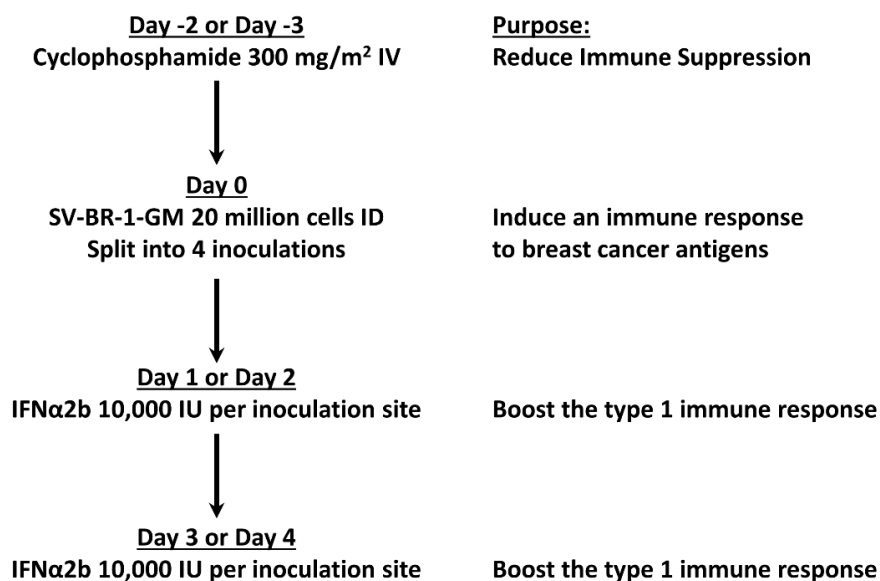 Day -2 or Day -3
Purpose:
Cyclophosphamide 300 mg/m² IV
Reduce Immune Suppression
Day 0
SV-BR-1-GM 20 million cells ID
Induce an immune response
Split into 4 inoculations
to breast cancer antigens
Day 1 or Day 2
IFNα2b 10,000 IU per inoculation site
Boost the type 1 immune response
Day 3 or Day 4
IFNα2b 10,000 IU per inoculation site
Boost the type 1 immune response